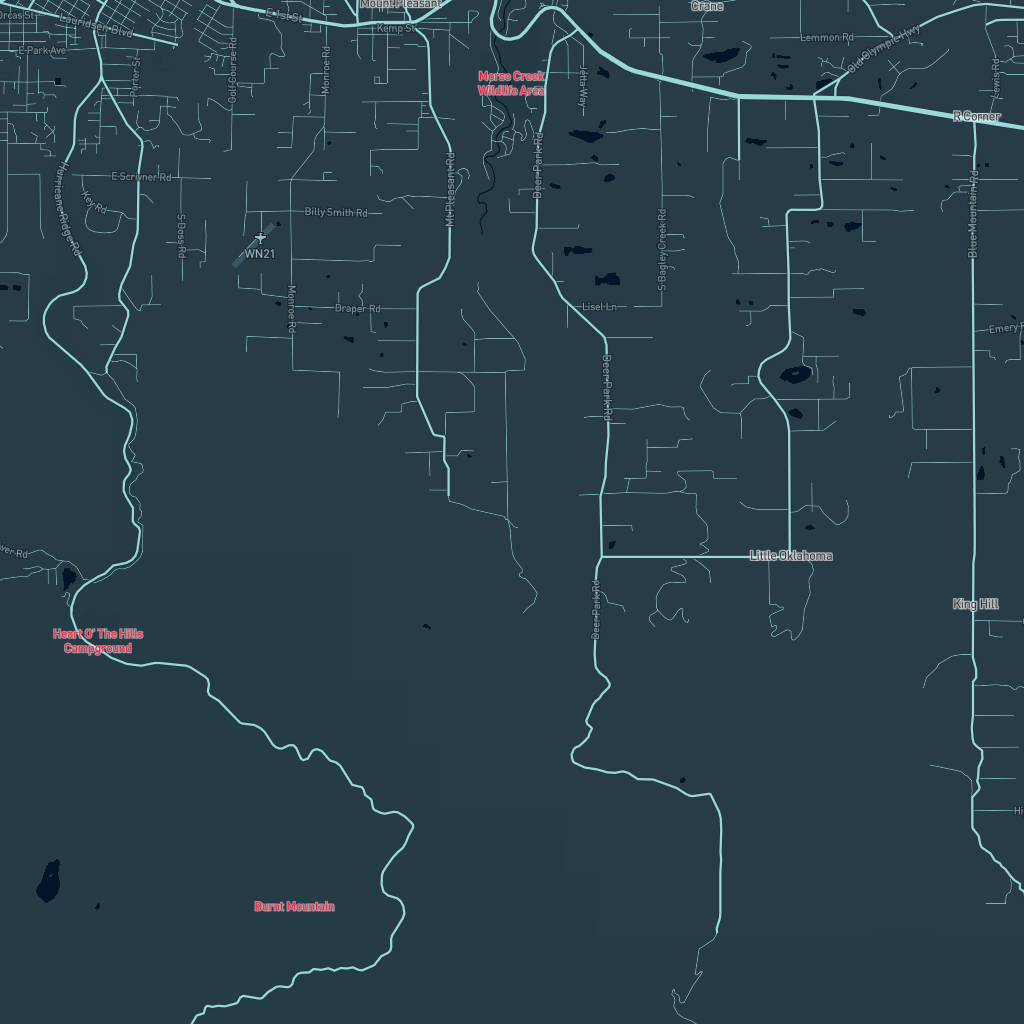 Mount Pleasant
Crane
Orcas St
Lauridsen Blvd
E 1st St
Kemp St
Lemmon Rd
Old Olympic Hwy
E Park Ave
Porter St
Golf Course Rd
Monroe Rd
Morse Creek
Wildlife Area
Jetta Way
Lewis Rd
R Corner
Hurricane Ridge Rd
E Scrivner Rd
Key Rd
S Doss Rd
Billy Smith Rd
WN21
Mt Pleasant Rd
Deer Park Rd
S Bagley Creek Rd
Blue Mountain Rd
Monroe Rd
Draper Rd
Lisel Ln
Emery
Deer Park Rd
Little Oklahoma
Deer Park Rd
King Hill
Heart O' The Hills
Campground
Burnt Mountain